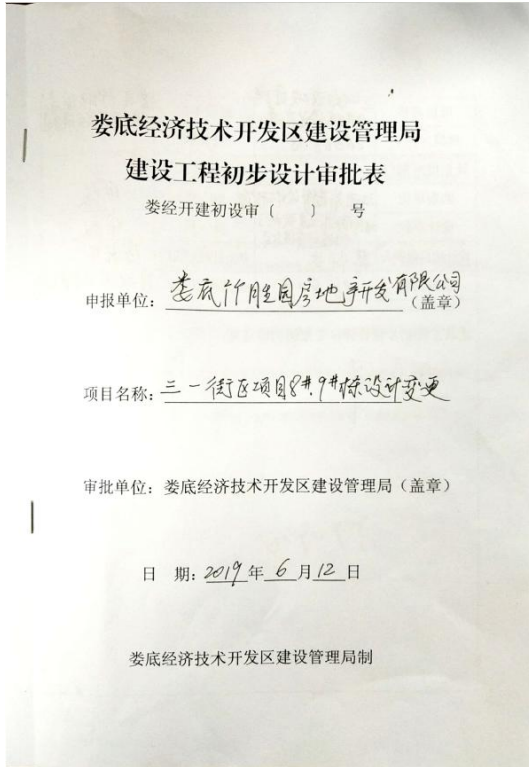 娄底经济技术开发区建设管理局
建设工程初步设计审批表
娄经开建初设审〔 〕 号
申报单位：娄底竹胜园房地产开发有限公司（盖章）
项目名称：三一街区项目8#.9#栋设计变更
审批单位：娄底经济技术开发区建设管理局（盖章）
日 期：2019年6月12日
娄底经济技术开发区建设管理局制